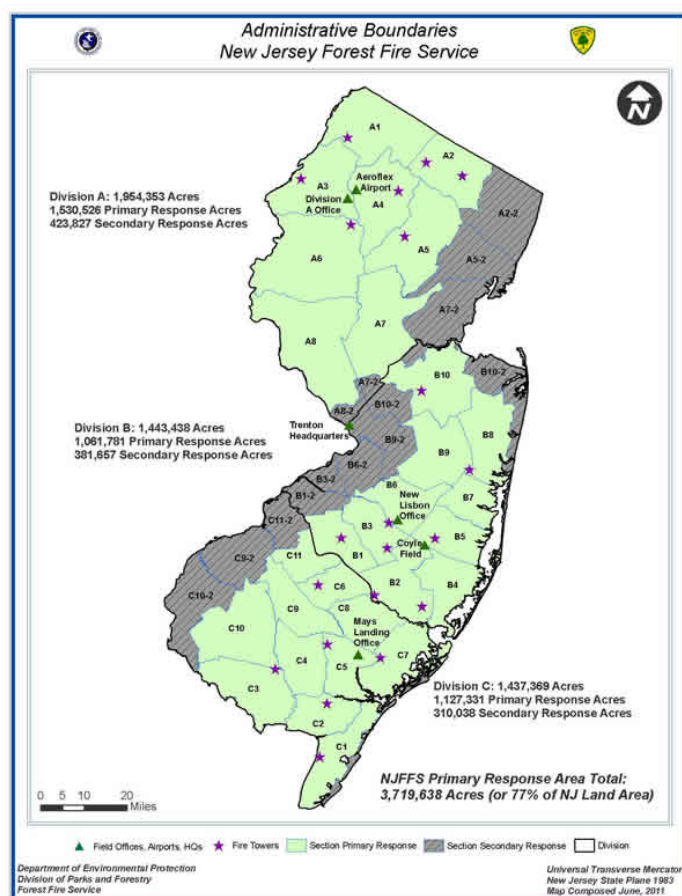 Administrative Boundaries
New Jersey Forest Fire Service
N
A1
A2
A3
Aeroflex
Airport
Division A
Office
A4
A2-2
Division A: 1,954,353 Acres
1,530,526 Primary Response Acres
423,827 Secondary Response Acres
A5
A5-2
A6
A7-2
A7
A8
B10
B10-2
A7-2
A8-2
B10-2
Trenton
Headquarters
B8
Division B: 1,443,438 Acres
1,061,781 Primary Response Acres
381,657 Secondary Response Acres
B9-2
B9
B6-2
B3-2
B6
B1-2
New
Lisbon
Office
B7
C11-2
B3
B5
Coyle
Field
C9-2
C11
B1
C10-2
C6
B2
B4
C9
C8
C10
Mays
Landing
Office
C4
C5
C7
C3
Division C: 1,437,369 Acres
1,127,331 Primary Response Acres
310,038 Secondary Response Acres
C2
C1
NJFFS Primary Response Area Total:
3,719,638 Acres (or 77% of NJ Land Area)
0 5 10 20
Miles
Field Offices, Airports, HQs Fire Towers Section Primary Response Section Secondary Response Division
Department of Environmental Protection
Division of Parks and Forestry
Forest Fire Service
Universal Transverse Mercator
New Jersey State Plane 1983
Map Composed June, 2011